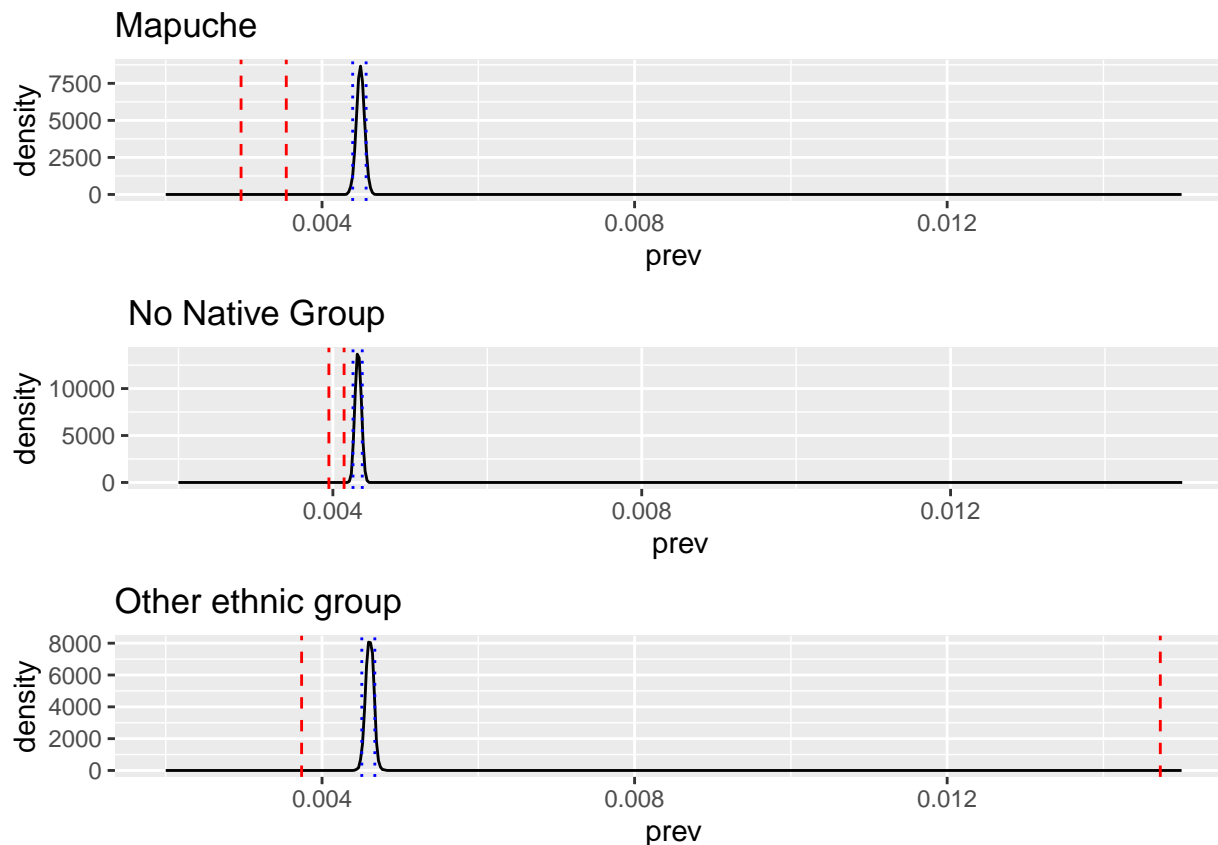 Mapuche
density
7500
5000
2500
0
0.004 0.008 0.012
prev
No Native Group
density
10000
5000
0
0.004 0.008 0.012
prev
Other ethnic group
density
8000
6000
4000
2000
0
0.004 0.008 0.012
prev